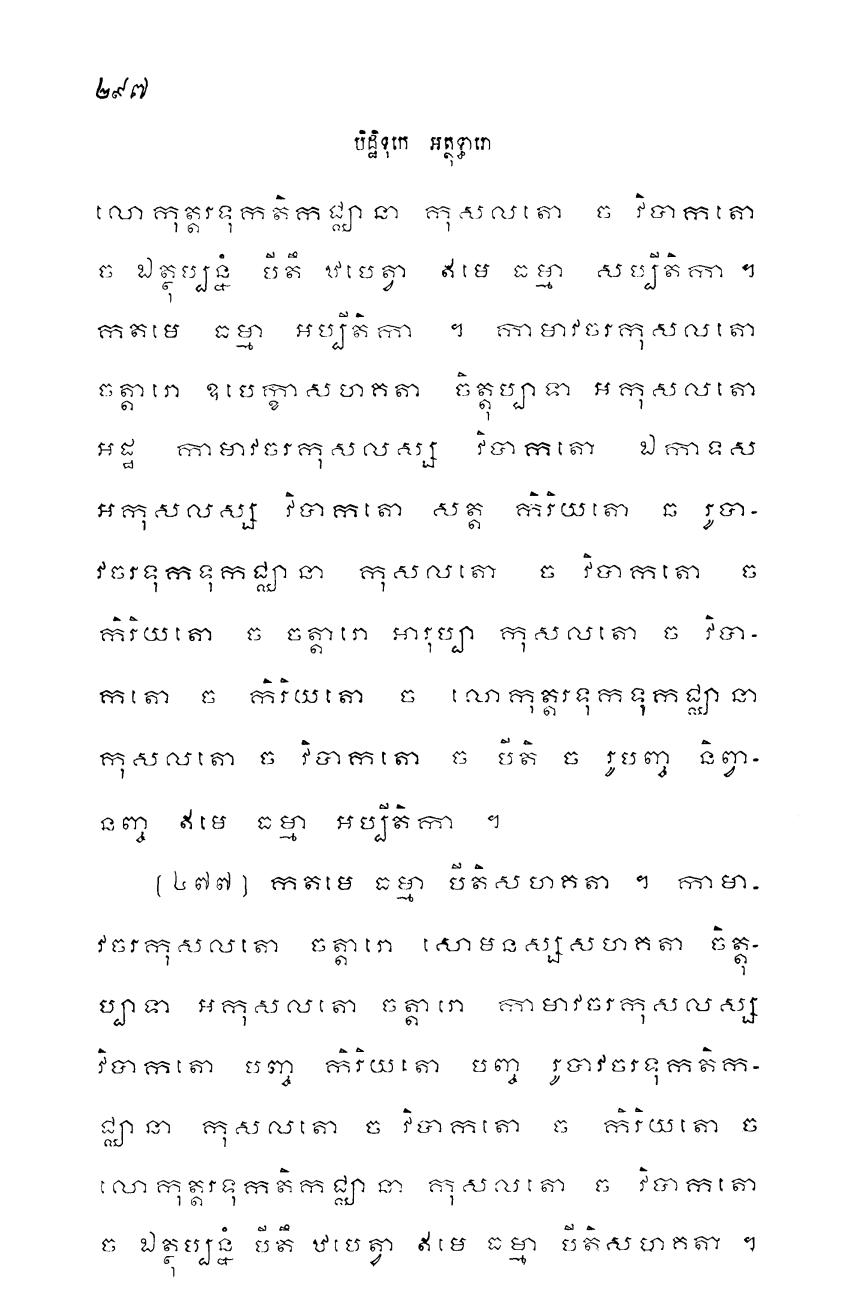 ២៩៧
បិដ្ឋិទុកេ អត្ថុទ្ធារោ
លោកុត្តរទុកតិកជ្ឈានា កុសលតោ ច វិបាកតោ
ច ឯត្ថុប្បន្នំ បីតឹ ឋបេត្វា ឥមេ ធម្មា សប្បីតិកា ។
កតមេ ធម្មា អប្បីតិកា ។ កាមាវចរកុសលតោ
ចត្តារោ ឧបេក្ខាសហគតា ចិត្តុប្បាទា អកុសលតោ
អដ្ឋ កាមាវចរកុសលស្ស វិបាកតោ ឯកាទស
អកុសលស្ស វិបាកតោ សត្ត កិរិយតោ ឆ រូបា-
វចរទុកទុកជ្ឈានា កុសលតោ ច វិបាកតោ ច
កិរិយតោ ច ចត្តារោ អារុប្បា កុសលតោ ច វិបា-
កតោ ច កិរិយតោ ច លោកុត្តរទុកទុកជ្ឈានា
កុសលតោ ច វិបាកតោ ច បីតិ ច រូបញ្ច និព្វា-
នញ្ច ឥមេ ធម្មា អប្បីតិកា ។
(៤៧៧) កតមេ ធម្មា បីតិសហគតា ។ កាមា-
វចរកុសលតោ ចត្តារោ សោមនស្សសហគតា ចិត្តុ-
ប្បាទា អកុសលតោ ចត្តារោ កាមាវចរកុសលស្ស
វិបាកតោ បញ្ច កិរិយតោ បញ្ច រូបាវចរទុកតិក-
ជ្ឈានា កុសលតោ ច វិបាកតោ ច កិរិយតោ ច
លោកុត្តរទុកតិកជ្ឈានា កុសលតោ ច វិបាកតោ
ច ឯត្ថុប្បន្នំ បីតឹ ឋបេត្វា ឥមេ ធម្មា បីតិសហគតា ។